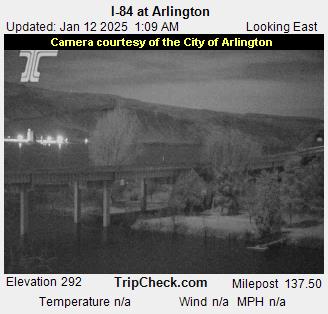 I-84 at Arlington
Updated: Jan 12 2025 1:09 AM Looking East
Camera courtesy of the City of Arlington
Elevation 292 TripCheck.com Milepost 137.50
Temperature n/a Wind n/a MPH n/a